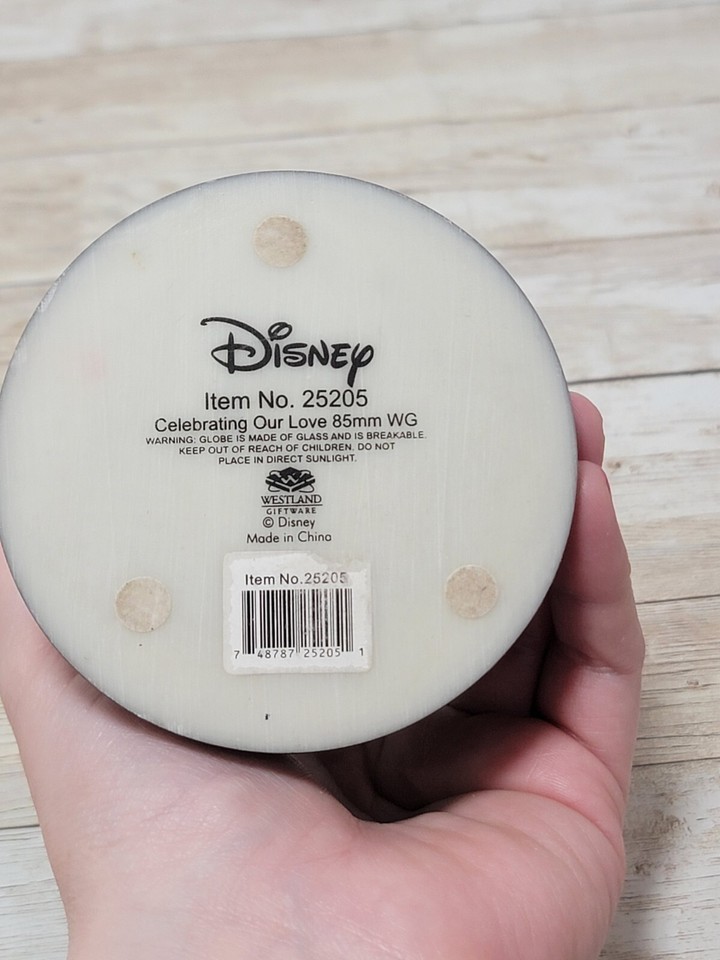 Disney
Item No. 25205
Celebrating Our Love 85mm WG
WARNING: GLOBE IS MADE OF GLASS AND IS BREAKABLE.
KEEP OUT OF REACH OF CHILDREN. DO NOT
PLACE IN DIRECT SUNLIGHT.
WESTLAND
GIFTWARE
© Disney
Made in China
Item No.25205
7 48787 25205 1